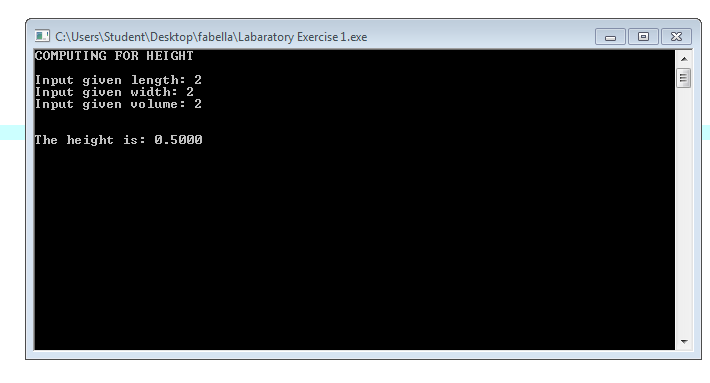 C:\Users\Student\Desktop\fabella\Labaratory Exercise 1.exe
COMPUTING FOR HEIGHT
Input given length: 2
Input given width: 2
Input given volume: 2
The height is: 0.5000